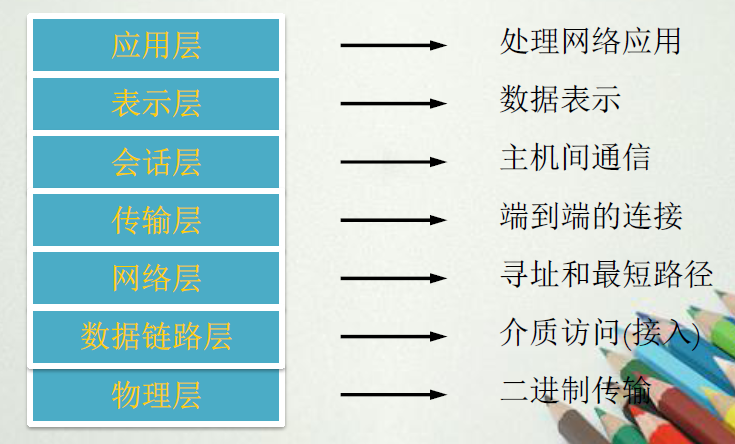 应用层 处理网络应用
表示层 数据表示
会话层 主机间通信
传输层 端到端的连接
网络层 寻址和最短路径
数据链路层 介质访问(接入)
物理层 二进制传输